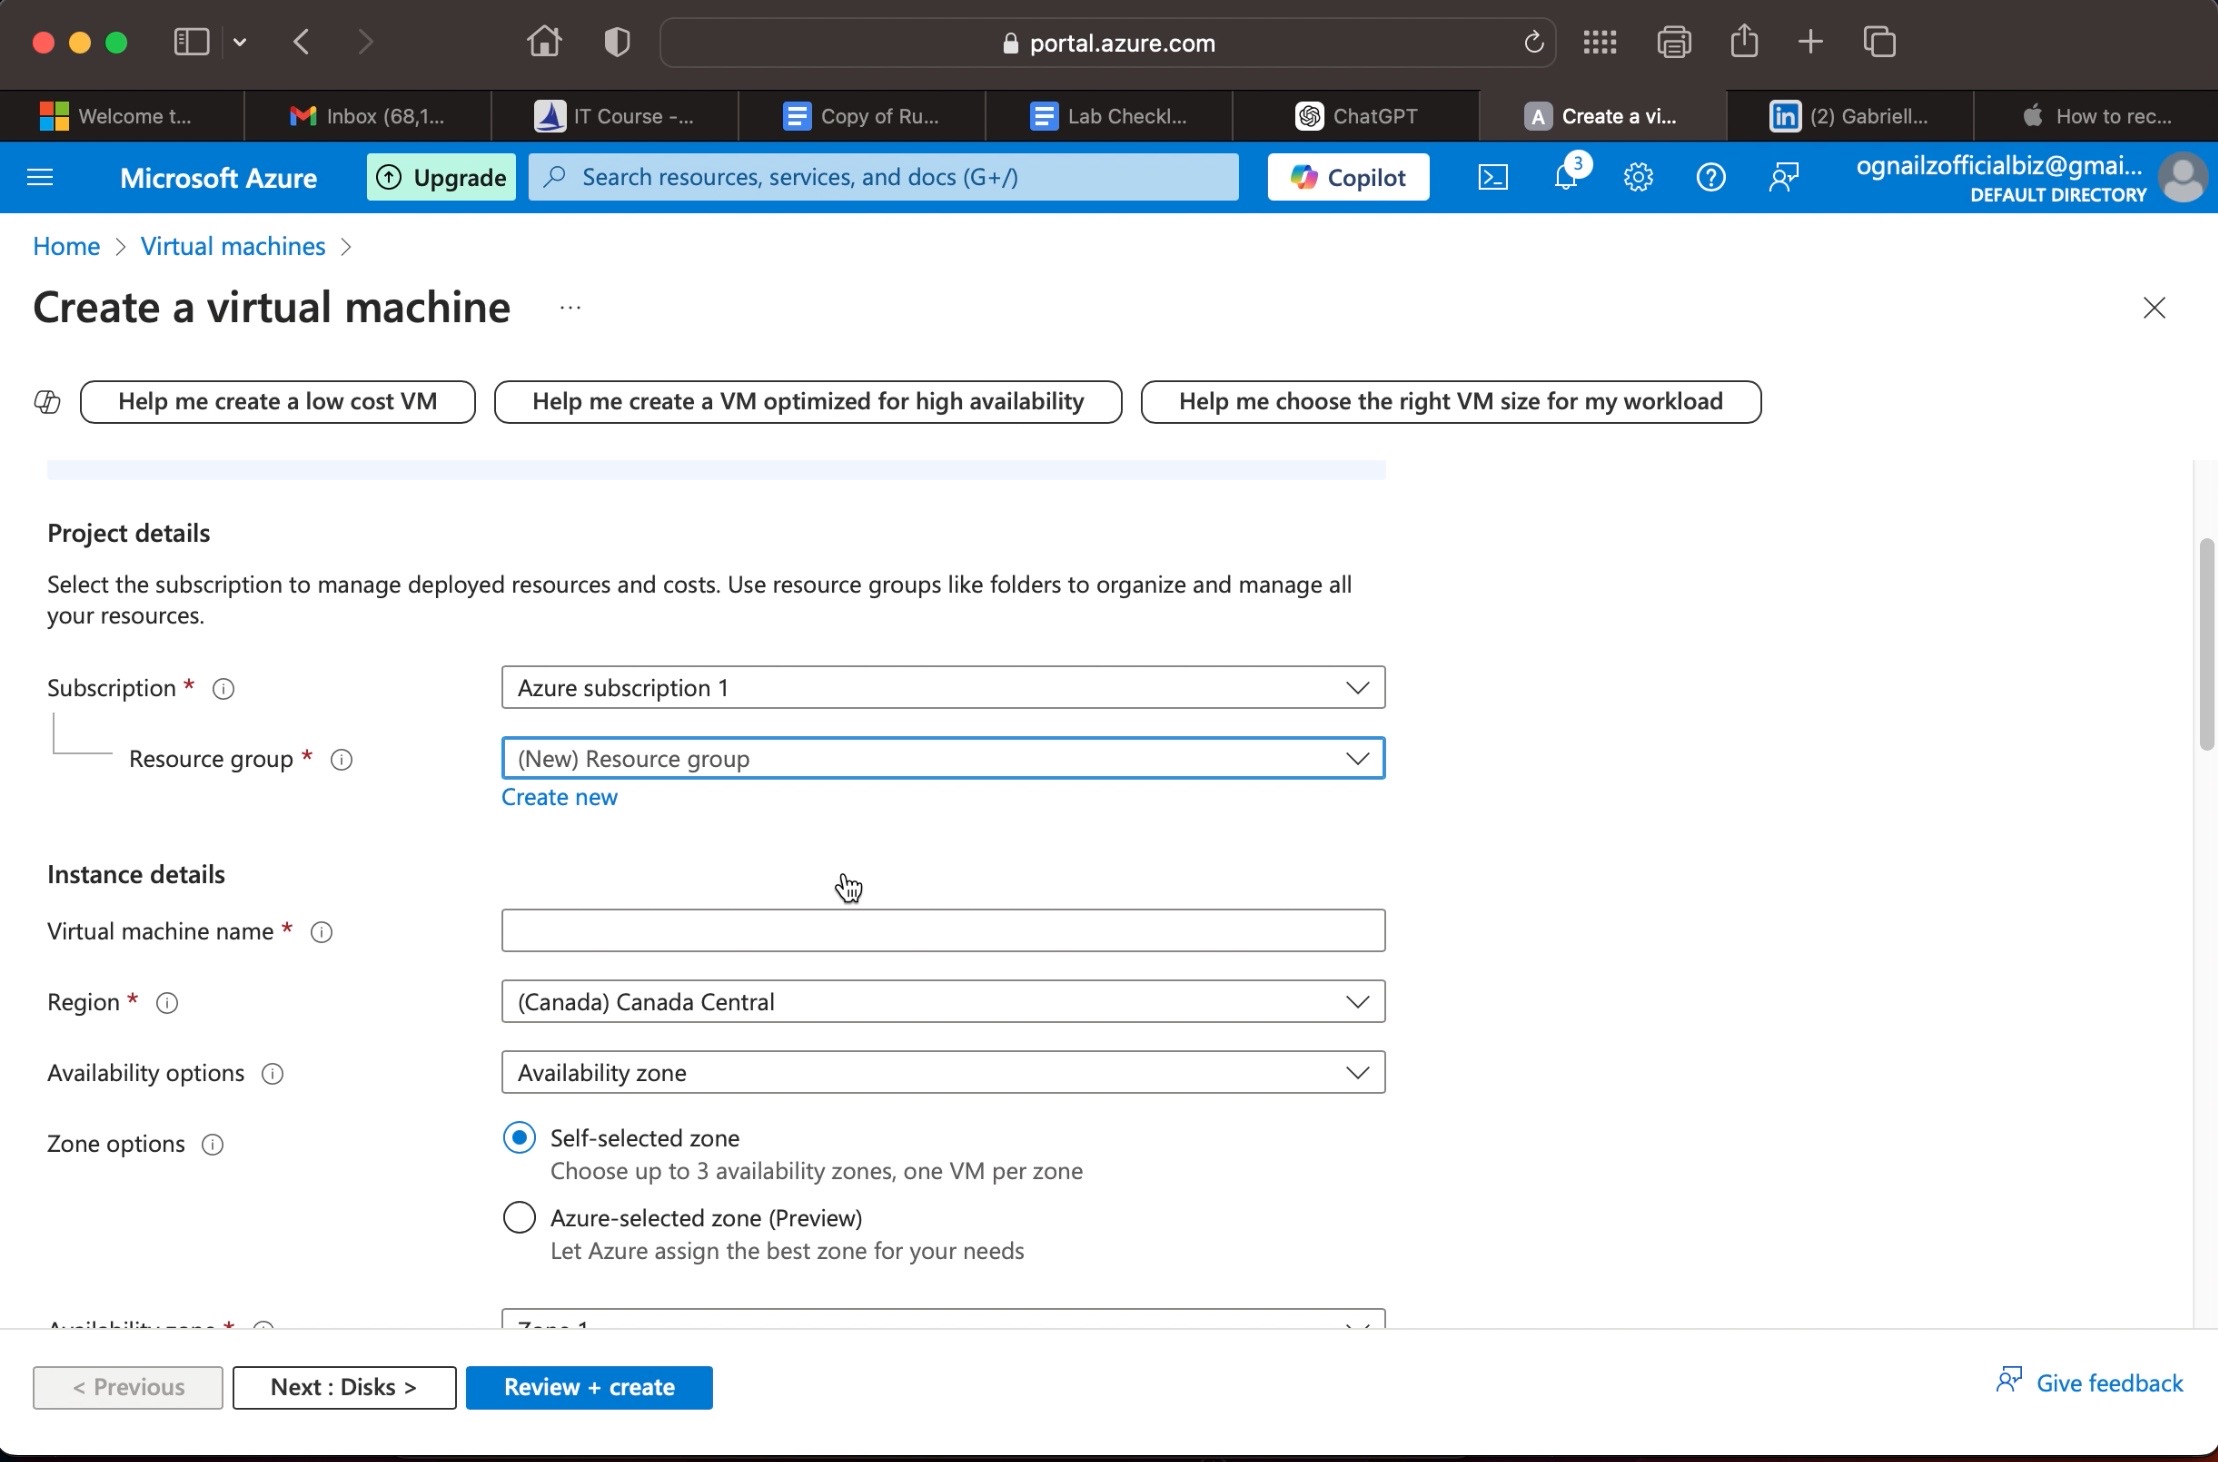 portal.azure.com
Welcome t...
Inbox (68,1...
IT Course -...
Copy of Ru...
Lab Checkl...
ChatGPT
A Create a vi...
in (2) Gabriell...
How to rec...
Microsoft Azure
Upgrade
Search resources, services, and docs (G+/)
Copilot
3
ognailzofficialbiz@gmai...
DEFAULT DIRECTORY
Home > Virtual machines >
Create a virtual machine ...
Help me create a low cost VM
Help me create a VM optimized for high availability
Help me choose the right VM size for my workload
Project details
Select the subscription to manage deployed resources and costs. Use resource groups like folders to organize and manage all
your resources.
Subscription *
Azure subscription 1
Resource group *
(New) Resource group
Create new
Instance details
Virtual machine name *
Region *
(Canada) Canada Central
Availability options
Availability zone
Zone options
Self-selected zone
Choose up to 3 availability zones, one VM per zone
Azure-selected zone (Preview)
Let Azure assign the best zone for your needs
Availability zone *
Zone 1
< Previous
Next : Disks >
Review + create
Give feedback